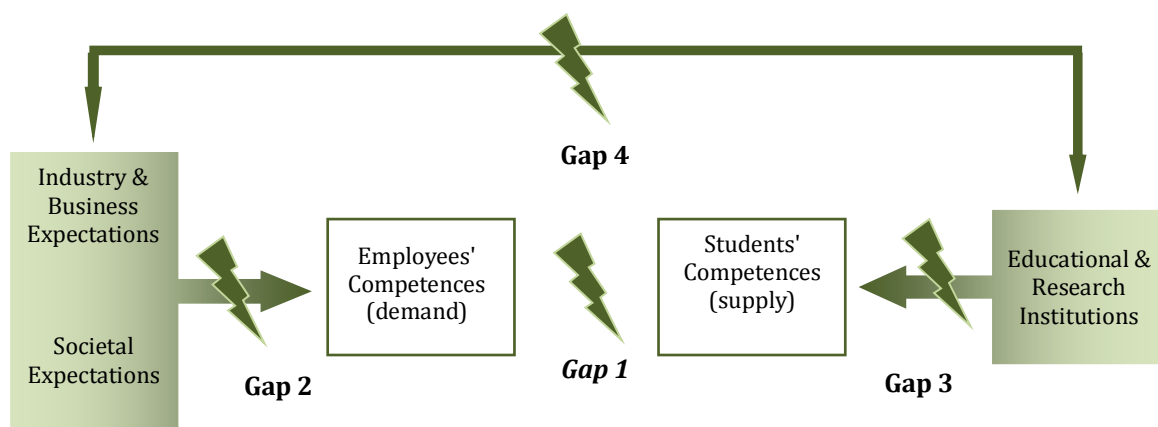 Gap 4
Industry &
Business
Expectations
Societal
Expectations
Gap 2
Employees'
Competences
(demand)
Gap 1
Students'
Competences
(supply)
Gap 3
Educational &
Research
Institutions